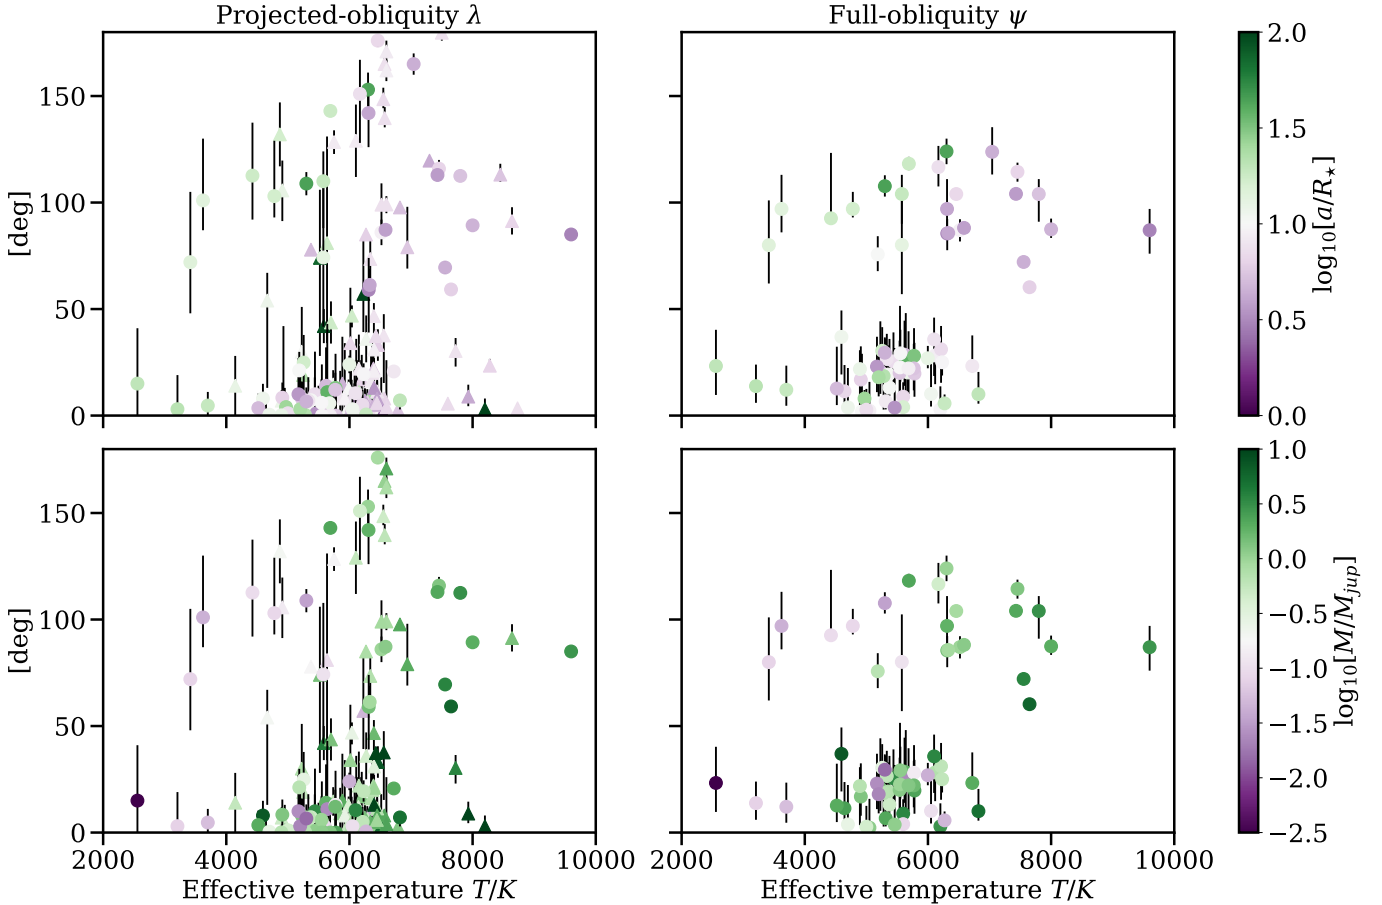 Projected-obliquity λ
Full-obliquity ψ
[deg]
150
100
50
0
2.0
1.5
1.0
0.5
0.0
log₁₀[a/R⋆]
[deg]
150
100
50
0
2000 4000 6000 8000 10000
Effective temperature T/K
2000 4000 6000 8000 10000
Effective temperature T/K
1.0
0.5
0.0
−0.5
−1.0
−1.5
−2.0
−2.5
log₁₀[M/M_jup]